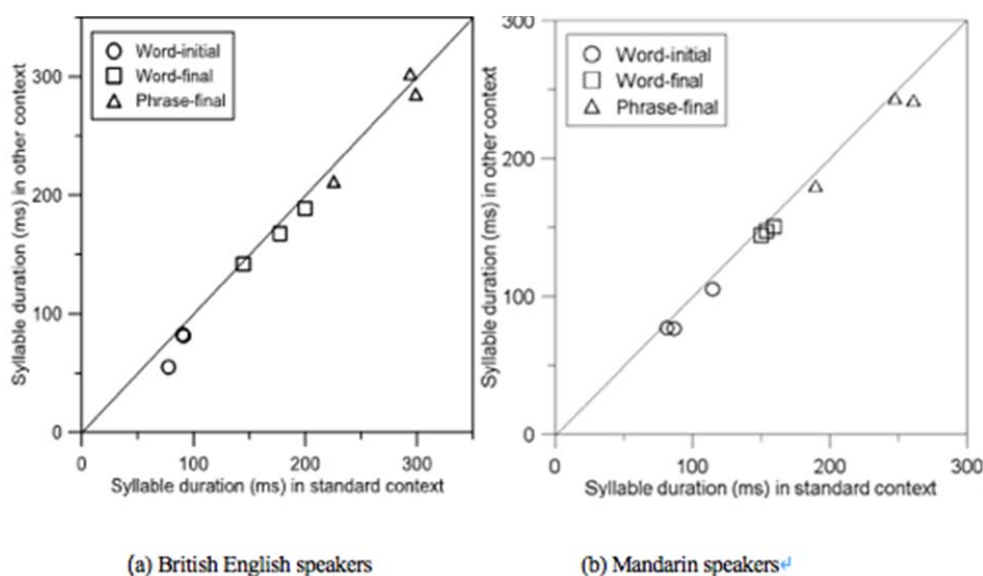 300
200
100
0
0
100
200
300
Syllable duration (ms) in other context
Syllable duration (ms) in standard context
Word-initial
Word-final
Phrase-final
(a) British English speakers
300
200
100
0
0
100
200
300
Syllable duration (ms) in other context
Syllable duration (ms) in standard context
Word-initial
Word-final
Phrase-final
(b) Mandarin speakers↵